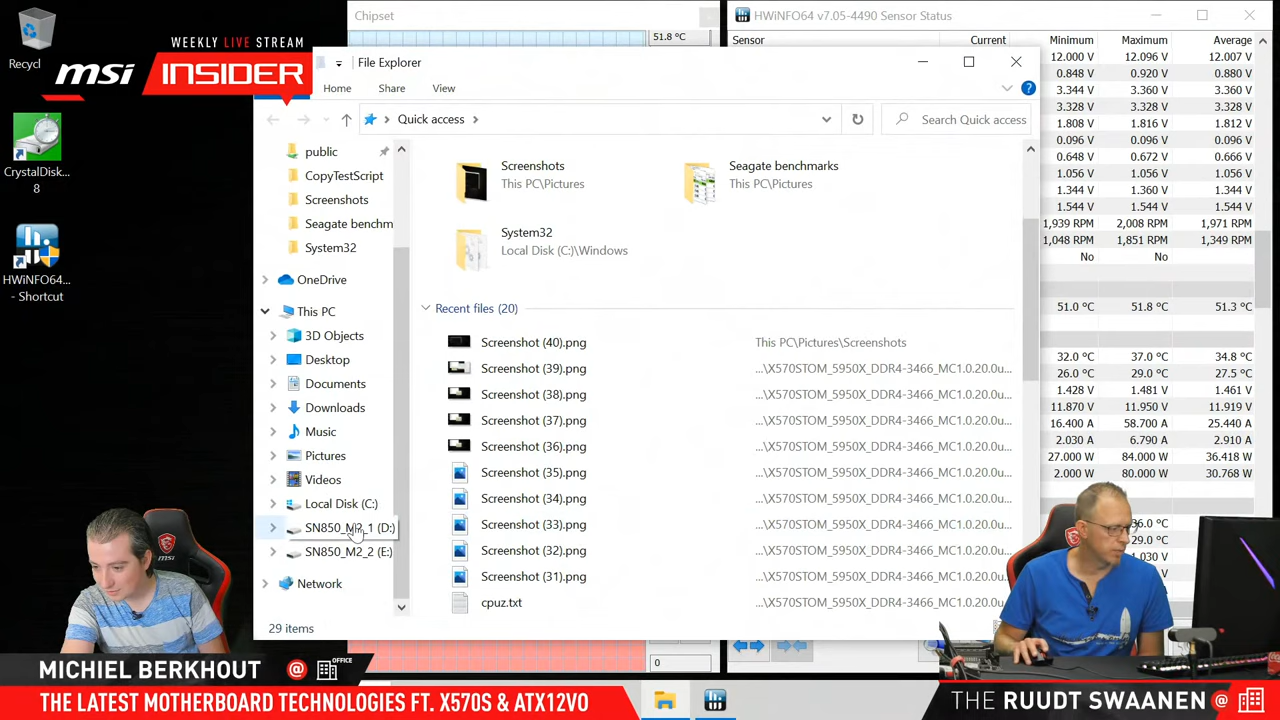 Recycl
CrystalDisk...
8
HWiNFO64...
- Shortcut
WEEKLY LIVE STREAM
msi INSIDER
Chipset
51.8 °C
HWiNFO64 v7.05-4490 Sensor Status
Sensor Current Minimum Maximum Average
12.000 V 12.096 V 12.007 V
0.848 V 0.920 V 0.880 V
3.344 V 3.360 V 3.344 V
3.328 V 3.328 V 3.328 V
1.808 V 1.816 V 1.812 V
0.096 V 0.096 V 0.096 V
0.648 V 0.672 V 0.666 V
1.056 V 1.056 V 1.056 V
1.344 V 1.360 V 1.344 V
1.544 V 1.544 V 1.544 V
1,939 RPM 2,008 RPM 1,971 RPM
1,048 RPM 1,851 RPM 1,349 RPM
No No
51.0 °C 51.8 °C 51.3 °C
32.0 °C 37.0 °C 34.8 °C
26.0 °C 29.0 °C 27.5 °C
1.428 V 1.481 V 1.461 V
11.870 V 11.950 V 11.919 V
16.400 A 58.700 A 25.440 A
2.030 A 6.790 A 2.910 A
27.000 W 84.000 W 36.418 W
2.000 W 80.000 W 30.768 W
File Explorer
Home Share View
Quick access
Search Quick access
public
CopyTestScript
Screenshots
Seagate benchm
System32
OneDrive
This PC
3D Objects
Desktop
Documents
Downloads
Music
Pictures
Videos
Local Disk (C:)
SN850_M2_1 (D:)
SN850_M2_2 (E:)
Network
29 items
Screenshots
This PC\Pictures
Seagate benchmarks
This PC\Pictures
System32
Local Disk (C:)\Windows
Recent files (20)
Screenshot (40).png This PC\Pictures\Screenshots
Screenshot (39).png ...\X570STOM_5950X_DDR4-3466_MC1.0.20.0u...
Screenshot (38).png ...\X570STOM_5950X_DDR4-3466_MC1.0.20.0u...
Screenshot (37).png ...\X570STOM_5950X_DDR4-3466_MC1.0.20.0u...
Screenshot (36).png ...\X570STOM_5950X_DDR4-3466_MC1.0.20.0u...
Screenshot (35).png ...\X570STOM_5950X_DDR4-3466_MC1.0.20.0u...
Screenshot (34).png ...\X570STOM_5950X_DDR4-3466_MC1.0.20.0u...
Screenshot (33).png ...\X570STOM_5950X_DDR4-3466_MC1.0.20.0u...
Screenshot (32).png ...\X570STOM_5950X_DDR4-3466_MC1.0.20.0u...
Screenshot (31).png ...\X570STOM_5950X_DDR4-3466_MC1.0.20.0u...
cpuz.txt ...\X570STOM_5950X_DDR4-3466_MC1.0.20.0u...
0
MICHIEL BERKHOUT @ OFFICE
THE LATEST MOTHERBOARD TECHNOLOGIES FT. X570S & ATX12VO
THE RUUDT SWAANEN @